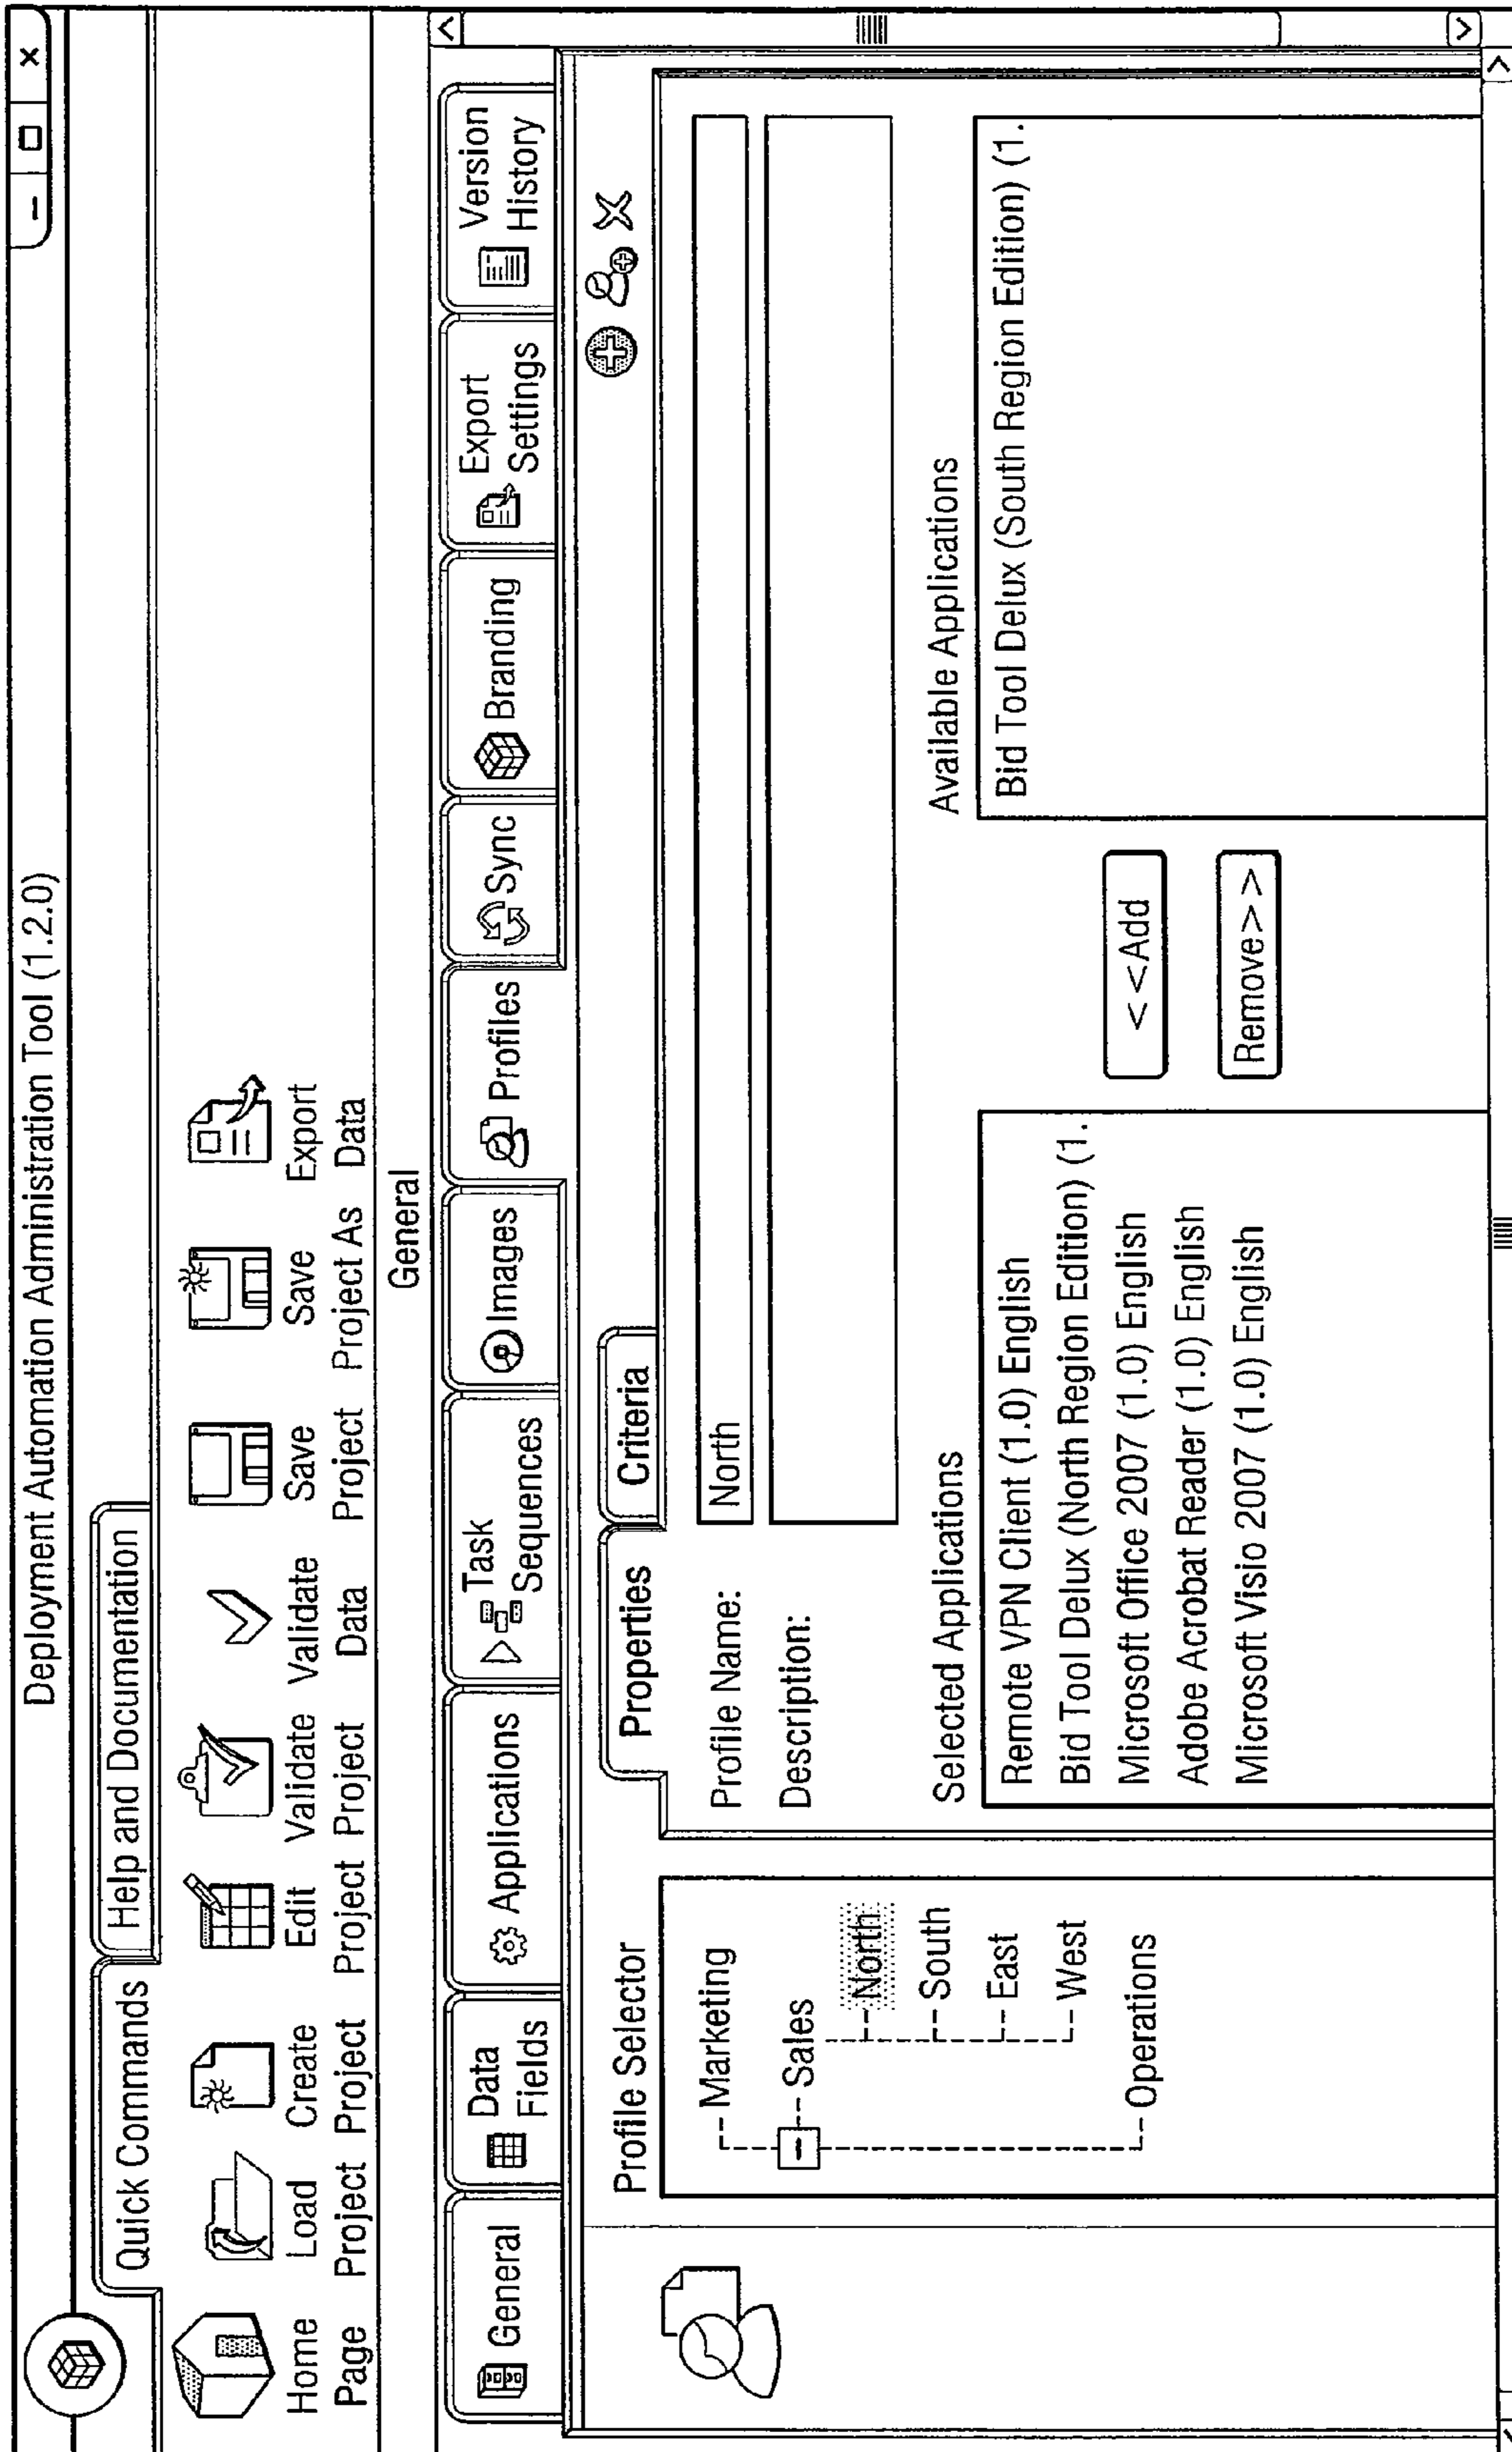 Deployment Automation Administration Tool (1.2.0)
Quick Commands
Help and Documentation
Home Page
Load Project
Create Project
Edit Project
Validate Project
Validate Data
Save Project
Save Project As
Export Data
General
General
Data Fields
Applications
Task Sequences
Images
Profiles
Sync
Branding
Export Settings
Version History
Profile Selector
Marketing
Sales
North
South
East
West
Operations
Properties
Criteria
Profile Name:
North
Description:
Selected Applications
Remote VPN Client (1.0) English
Bid Tool Delux (North Region Edition) (1.
Microsoft Office 2007 (1.0) English
Adobe Acrobat Reader (1.0) English
Microsoft Visio 2007 (1.0) English
<<Add
Remove>>
Available Applications
Bid Tool Delux (South Region Edition) (1.